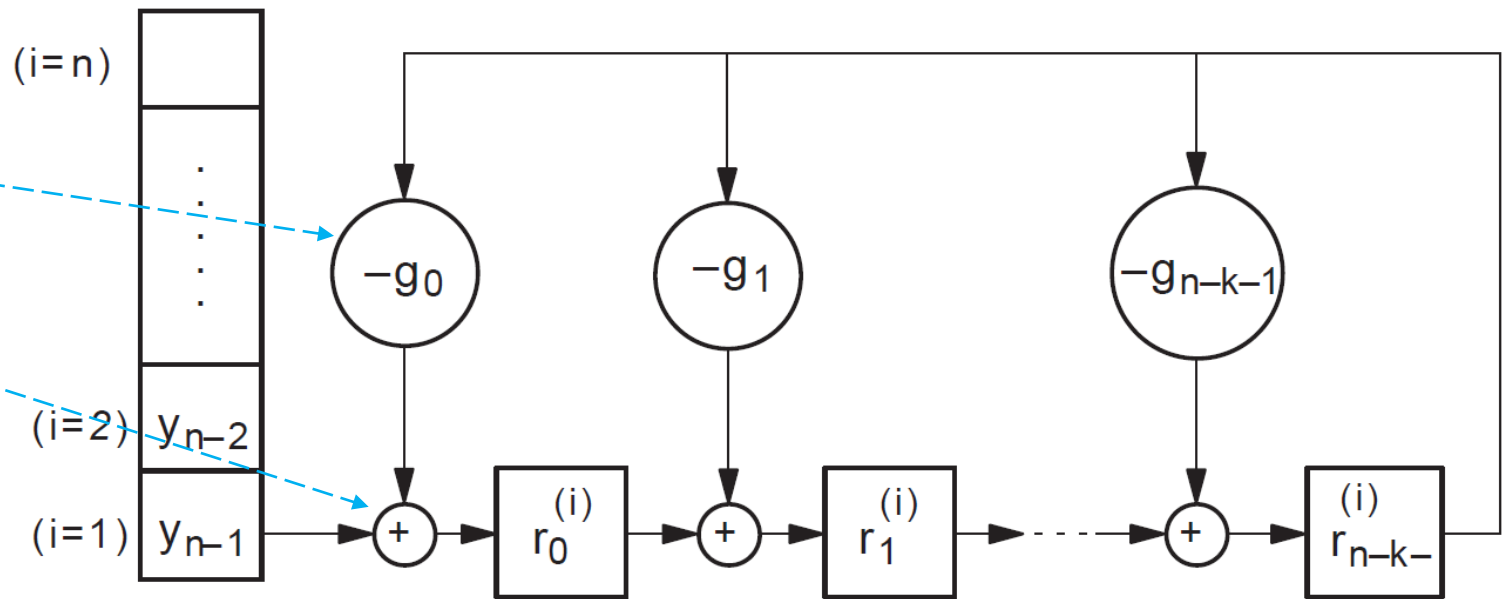 (i=n)
.
.
.
.
.
–g0
–g1
–gn–k–1
(i=2) yn–2
(i=1) yn–1
+
r0(i)
+
r1(i)
+
rn–k–(i)